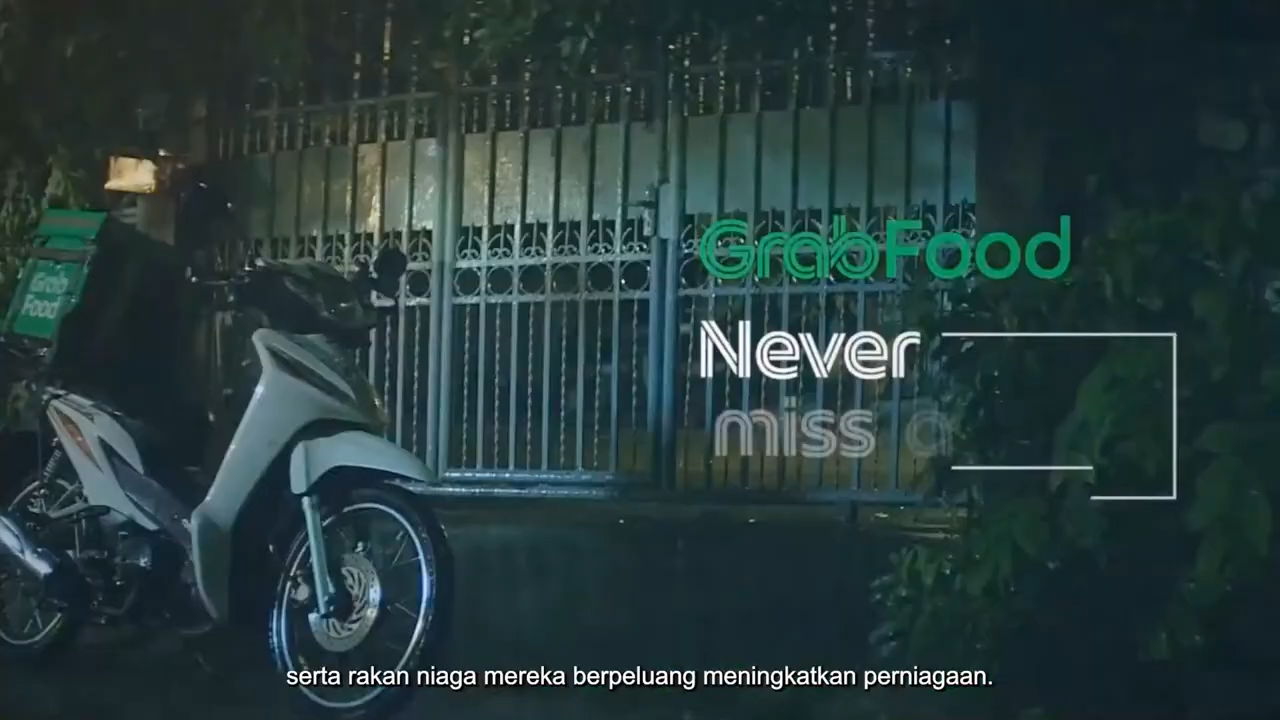 GrabFood
Never
miss a
Grab
Food
serta rakan niaga mereka berpeluang meningkatkan perniagaan.